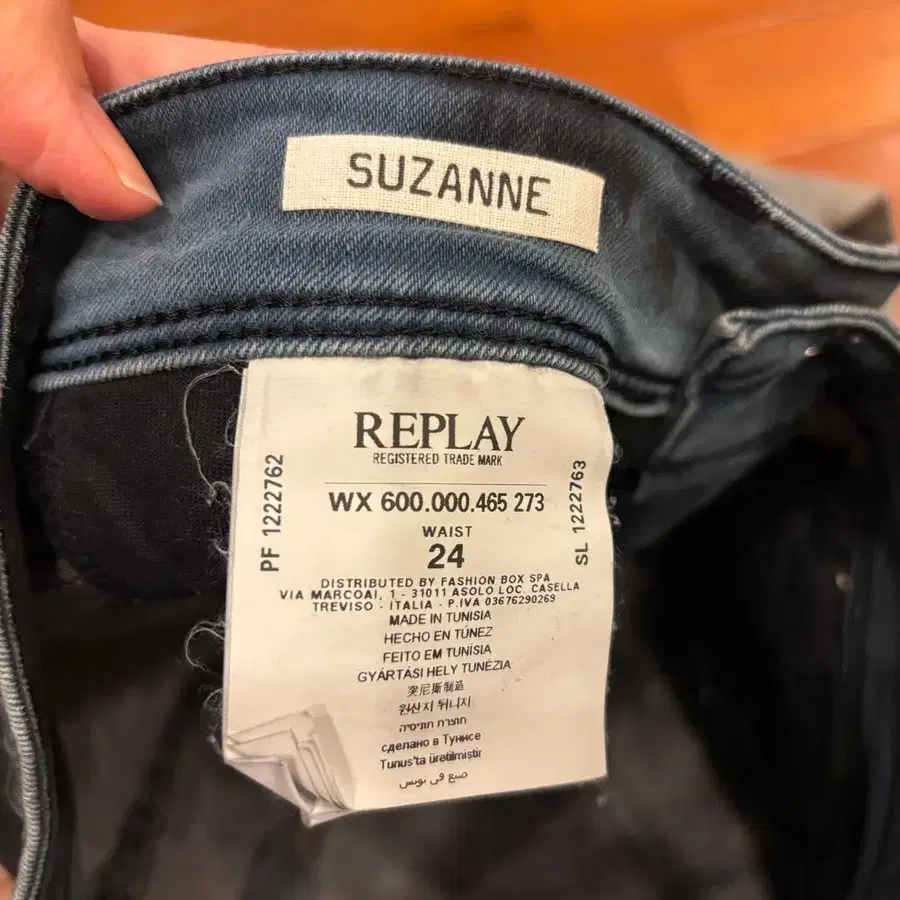 SUZANNE
REPLAY
REGISTERED TRADE MARK
PF 1222762
WX 600.000.465 273
SL 1222763
WAIST
24
DISTRIBUTED BY FASHION BOX SPA
VIA MARCOAI, 1 - 31011 ASOLO LOC. CASELLA
TREVISO - ITALIA - P.IVA 03676290269
MADE IN TUNISIA
HECHO EN TÚNEZ
FEITO EM TUNÍSIA
GYÁRTÁSI HELY TUNÉZIA
突尼斯制造
원산지 튀니지
תוצרת תוניסיה
сделано в Тунисе
Tunus'ta üretilmiştir
صنع في تونس